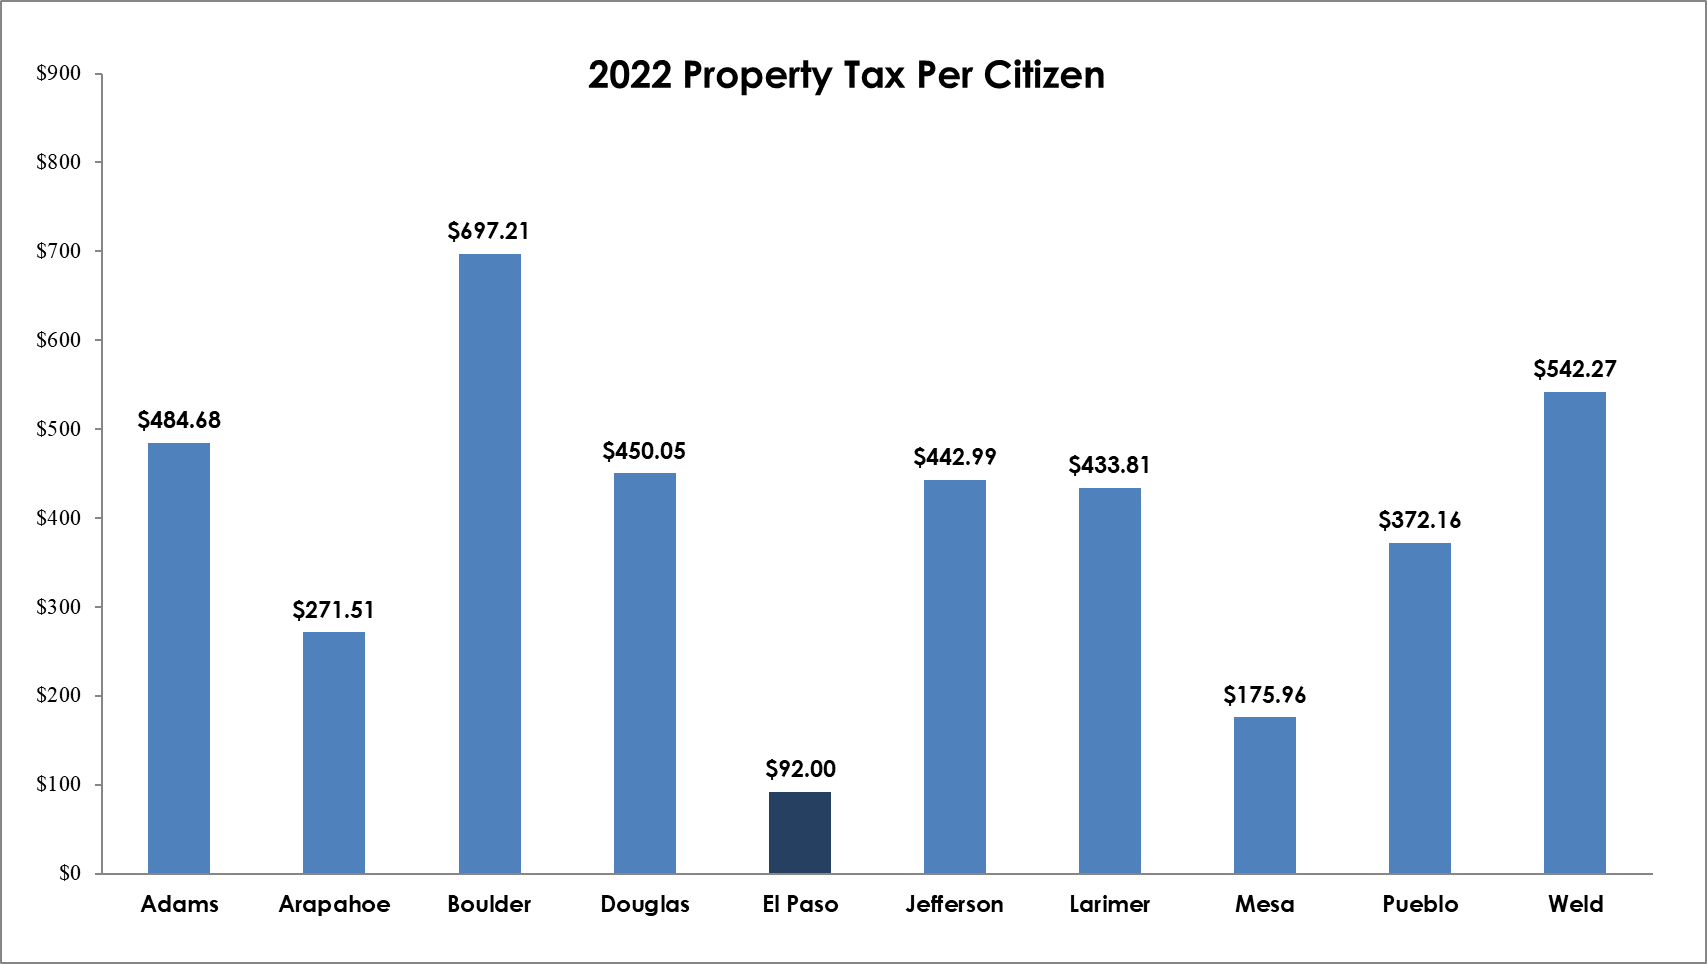 2022 Property Tax Per Citizen
$900
$800
$700
$600
$500
$400
$300
$200
$100
$0
$484.68
$271.51
$697.21
$450.05
$92.00
$442.99
$433.81
$175.96
$372.16
$542.27
Adams
Arapahoe
Boulder
Douglas
El Paso
Jefferson
Larimer
Mesa
Pueblo
Weld